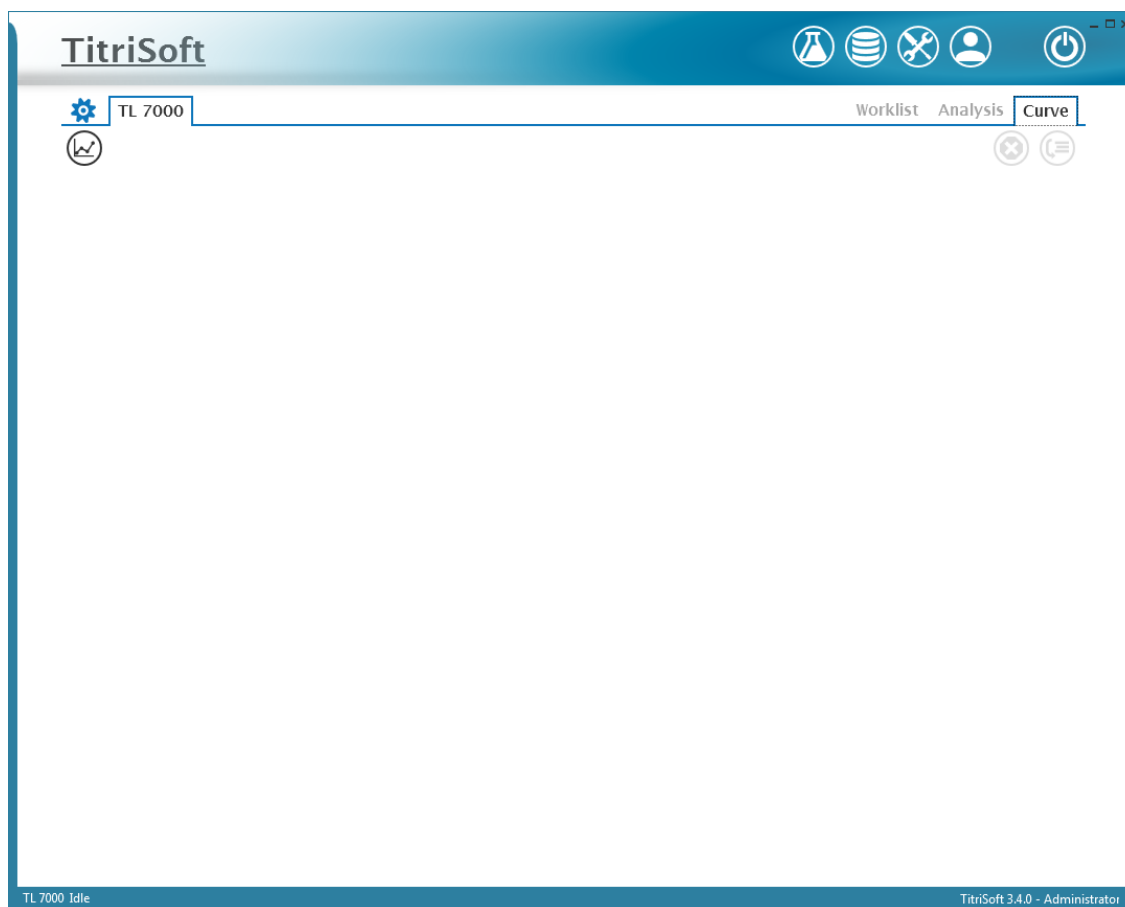 TitriSoft
TL 7000
Worklist Analysis Curve
TL 7000 Idle
TitriSoft 3.4.0 - Administrator